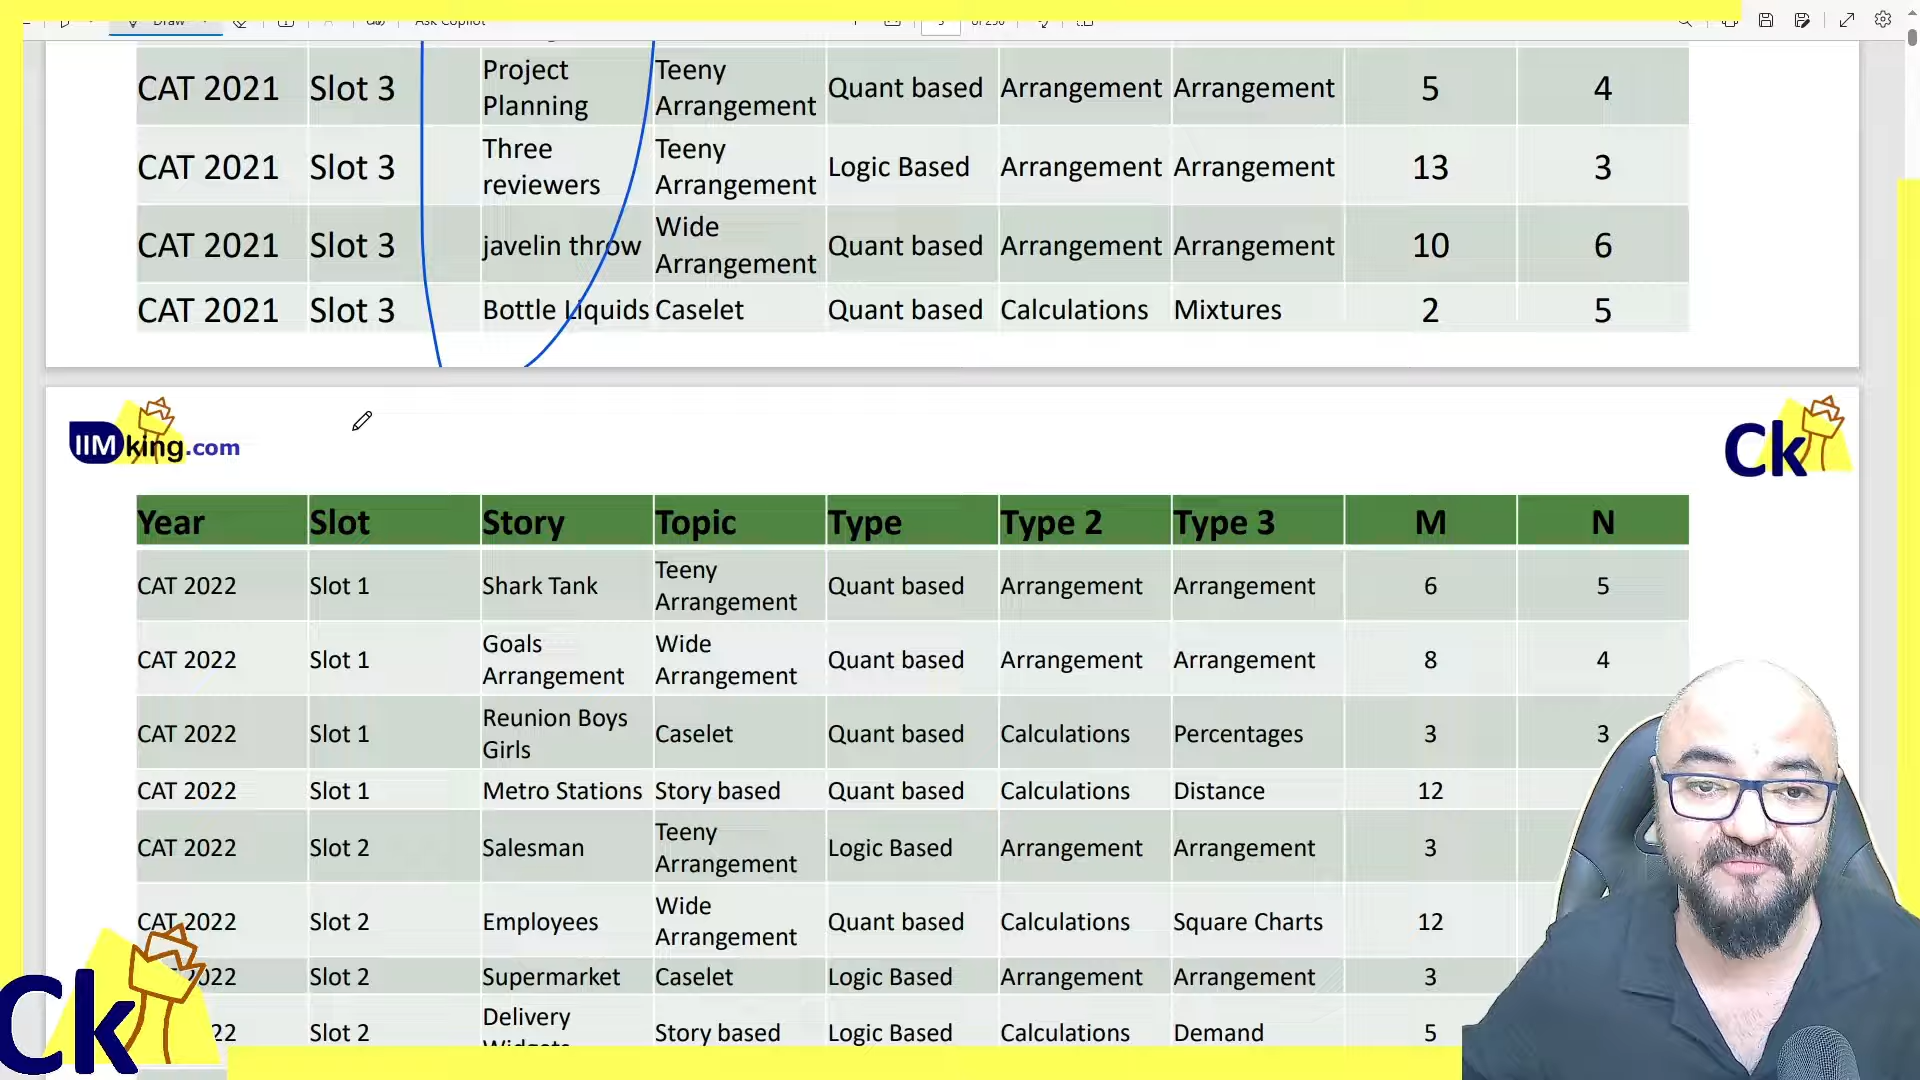 Draw
Ask Copilot
CAT 2021 Slot 3 Project Planning Teeny Arrangement Quant based Arrangement Arrangement 5 4
CAT 2021 Slot 3 Three reviewers Teeny Arrangement Logic Based Arrangement Arrangement 13 3
CAT 2021 Slot 3 javelin throw Wide Arrangement Quant based Arrangement Arrangement 10 6
CAT 2021 Slot 3 Bottle Liquids Caselet Quant based Calculations Mixtures 2 5
IIMking.com
Ck
Year Slot Story Topic Type Type 2 Type 3 M N
CAT 2022 Slot 1 Shark Tank Teeny Arrangement Quant based Arrangement Arrangement 6 5
CAT 2022 Slot 1 Goals Arrangement Wide Arrangement Quant based Arrangement Arrangement 8 4
CAT 2022 Slot 1 Reunion Boys Girls Caselet Quant based Calculations Percentages 3 3
CAT 2022 Slot 1 Metro Stations Story based Quant based Calculations Distance 12
CAT 2022 Slot 2 Salesman Teeny Arrangement Logic Based Arrangement Arrangement 3
CAT 2022 Slot 2 Employees Wide Arrangement Quant based Calculations Square Charts 12
2022 Slot 2 Supermarket Caselet Logic Based Arrangement Arrangement 3
22 Slot 2 Delivery Story based Logic Based Calculations Demand 5
Ck